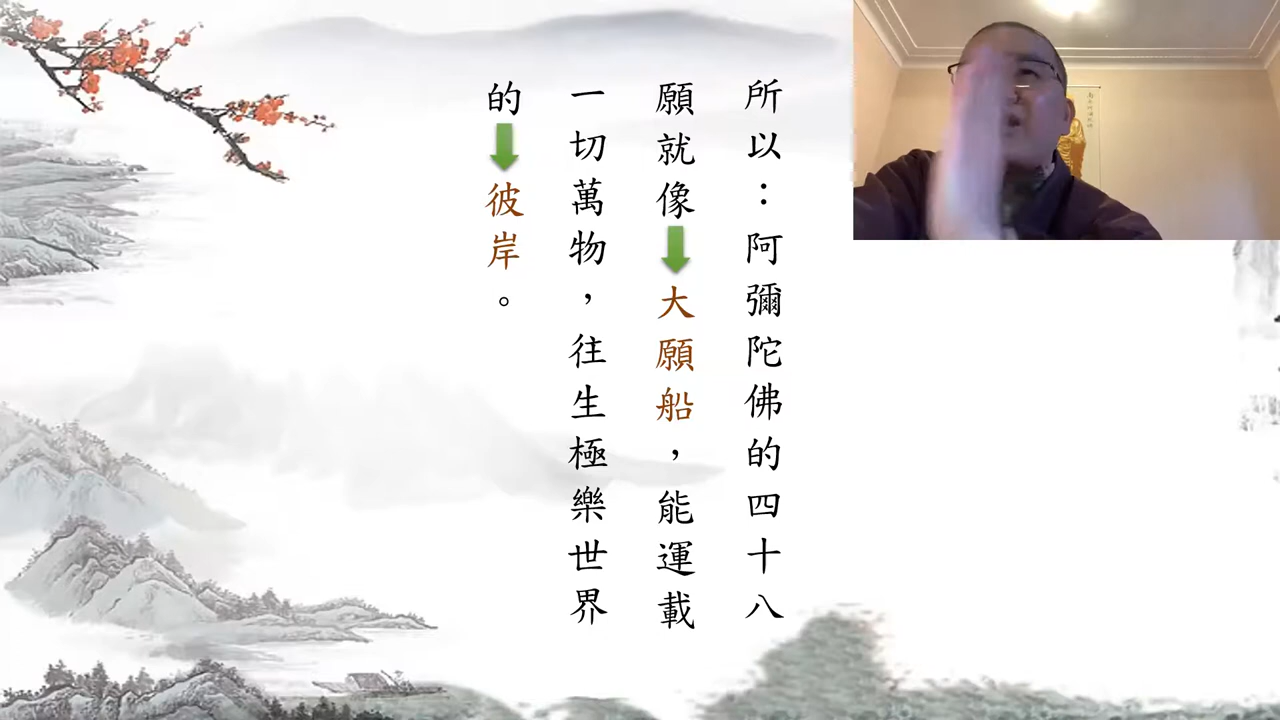 所以：阿彌陀佛的四十八
願就像大願船，能運載
一切萬物，往生極樂世界
的彼岸。